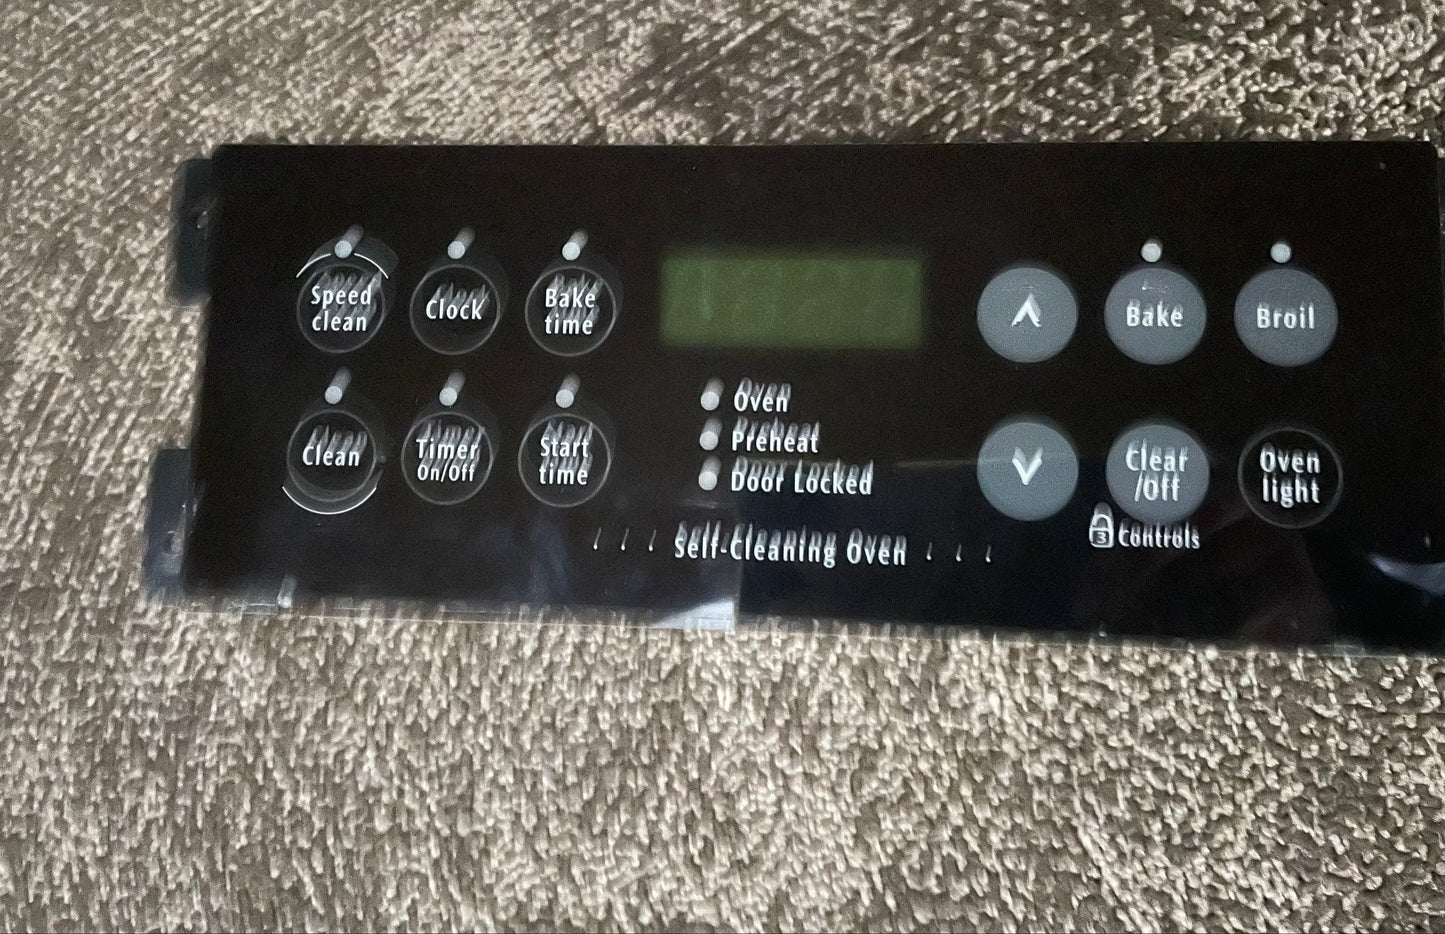 Speed
clean
Clock
Bake
time
Bake
Broil
Clean
Timer
On/Off
Start
time
Oven
Preheat
Door Locked
Clear
/Off
Oven
light
Self-Cleaning Oven
3 Controls